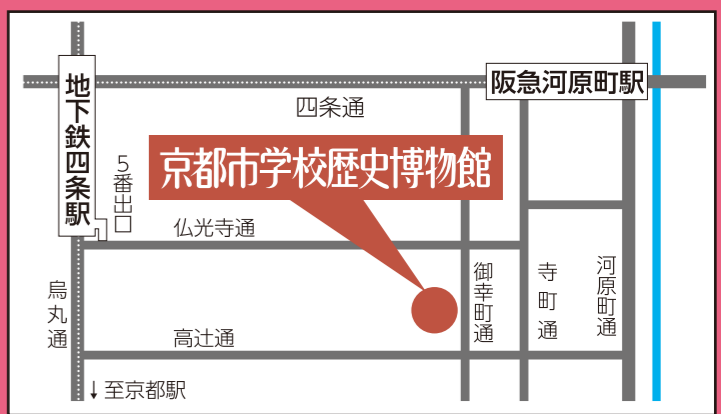 阪急河原町駅
四条通
地下鉄四条駅
5番出口
京都市学校歴史博物館
仏光寺通
御幸町通
寺町通
河原町通
烏丸通
高辻通
↓至京都駅